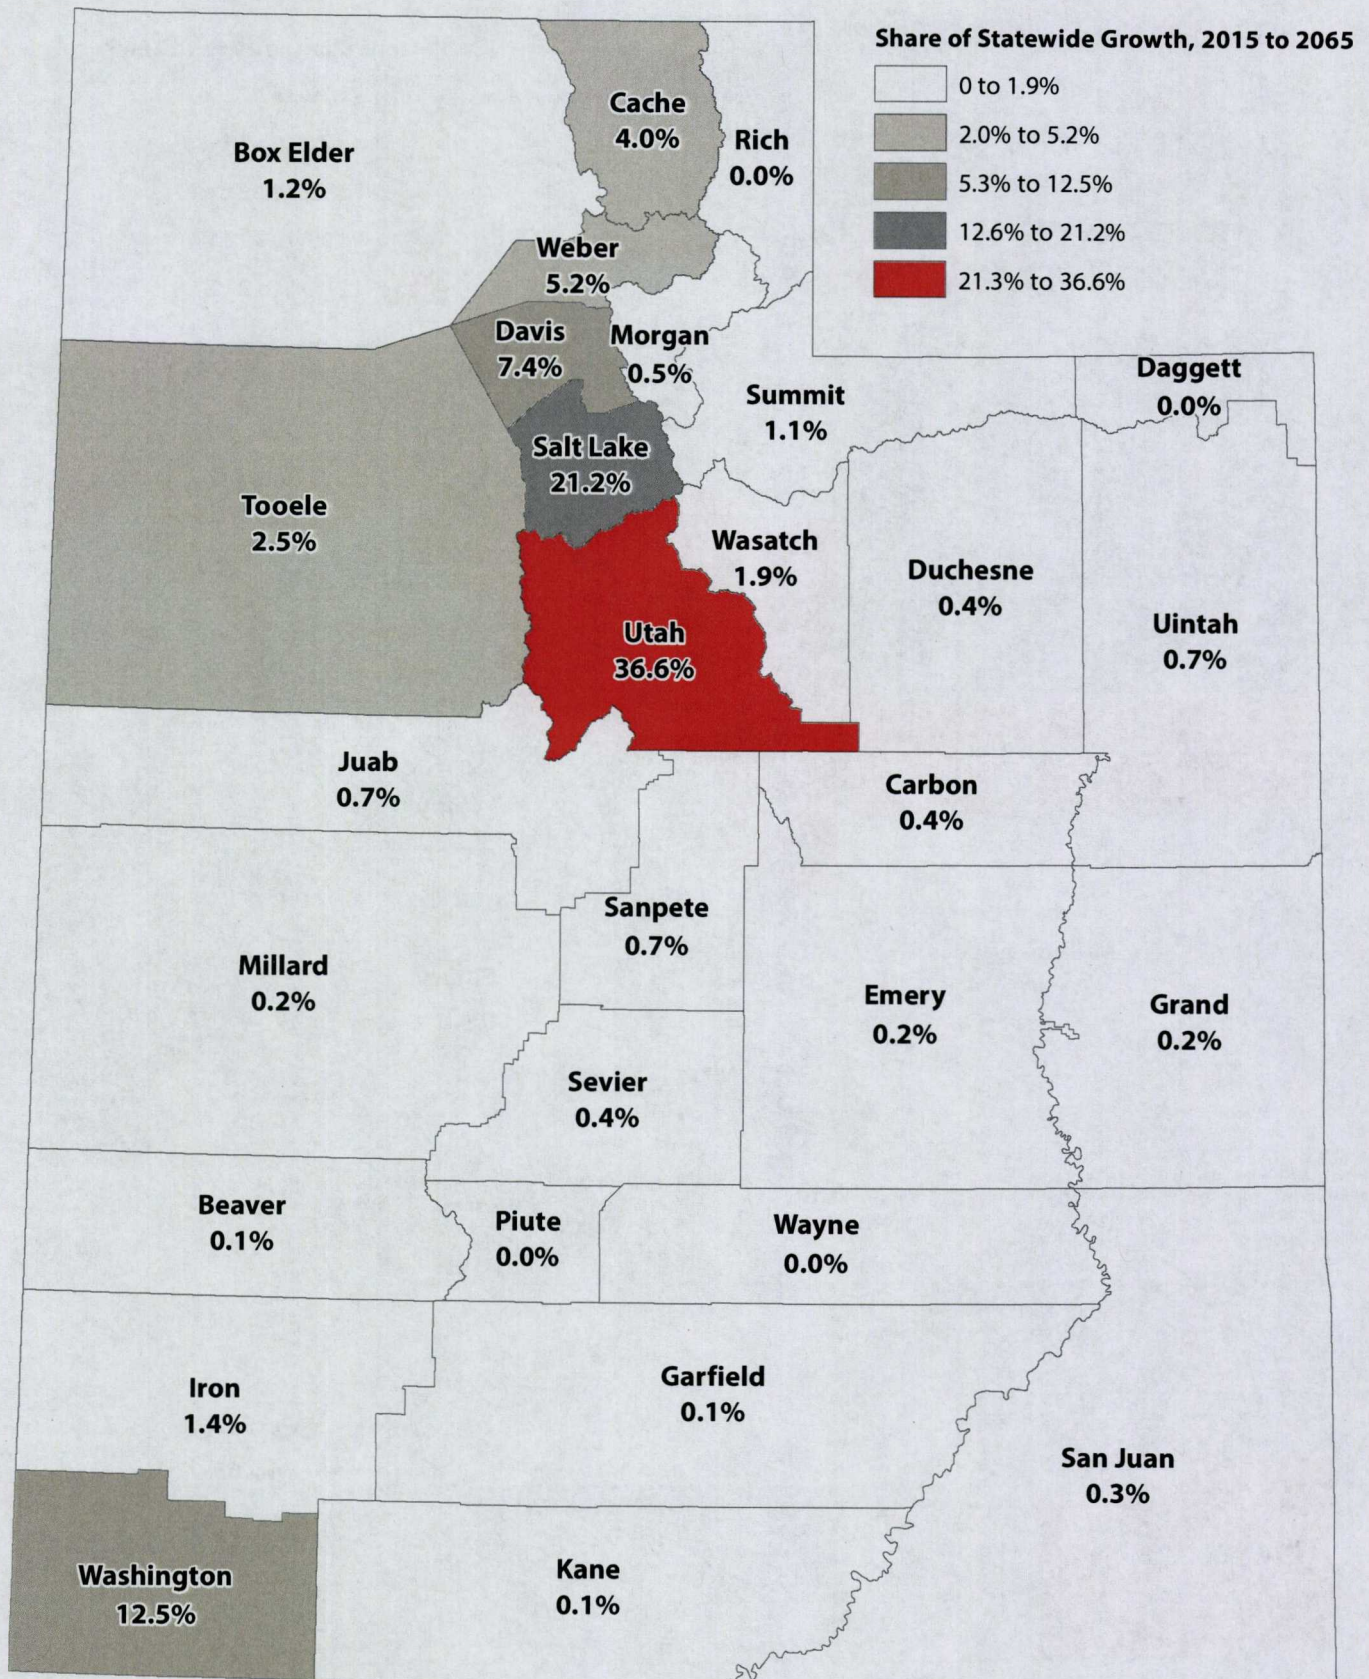 Share of Statewide Growth, 2015 to 2065
0 to 1.9%
2.0% to 5.2%
5.3% to 12.5%
12.6% to 21.2%
21.3% to 36.6%
Cache
4.0%
Box Elder
1.2%
Rich
0.0%
Weber
5.2%
Davis
7.4%
Morgan
0.5%
Summit
1.1%
Daggett
0.0%
Salt Lake
21.2%
Tooele
2.5%
Wasatch
1.9%
Duchesne
0.4%
Uintah
0.7%
Utah
36.6%
Juab
0.7%
Carbon
0.4%
Sanpete
0.7%
Millard
0.2%
Emery
0.2%
Grand
0.2%
Sevier
0.4%
Beaver
0.1%
Piute
0.0%
Wayne
0.0%
Iron
1.4%
Garfield
0.1%
San Juan
0.3%
Washington
12.5%
Kane
0.1%